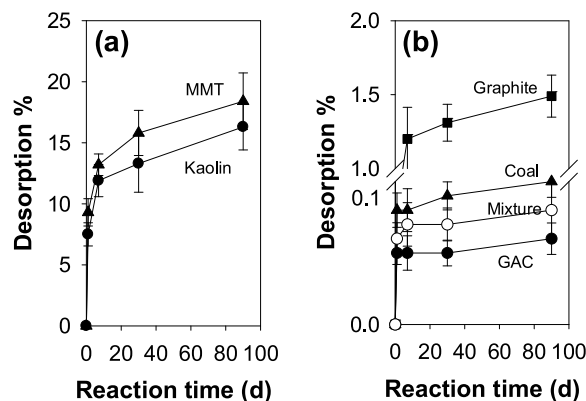 (a)
Desorption %
25
20
15
10
5
0
MMT
Kaolin
0 20 40 60 80 100
Reaction time (d)
(b)
Desorption %
2.0
1.5
1.0
0.1
0.0
Graphite
Coal
Mixture
GAC
0 20 40 60 80 100
Reaction time (d)